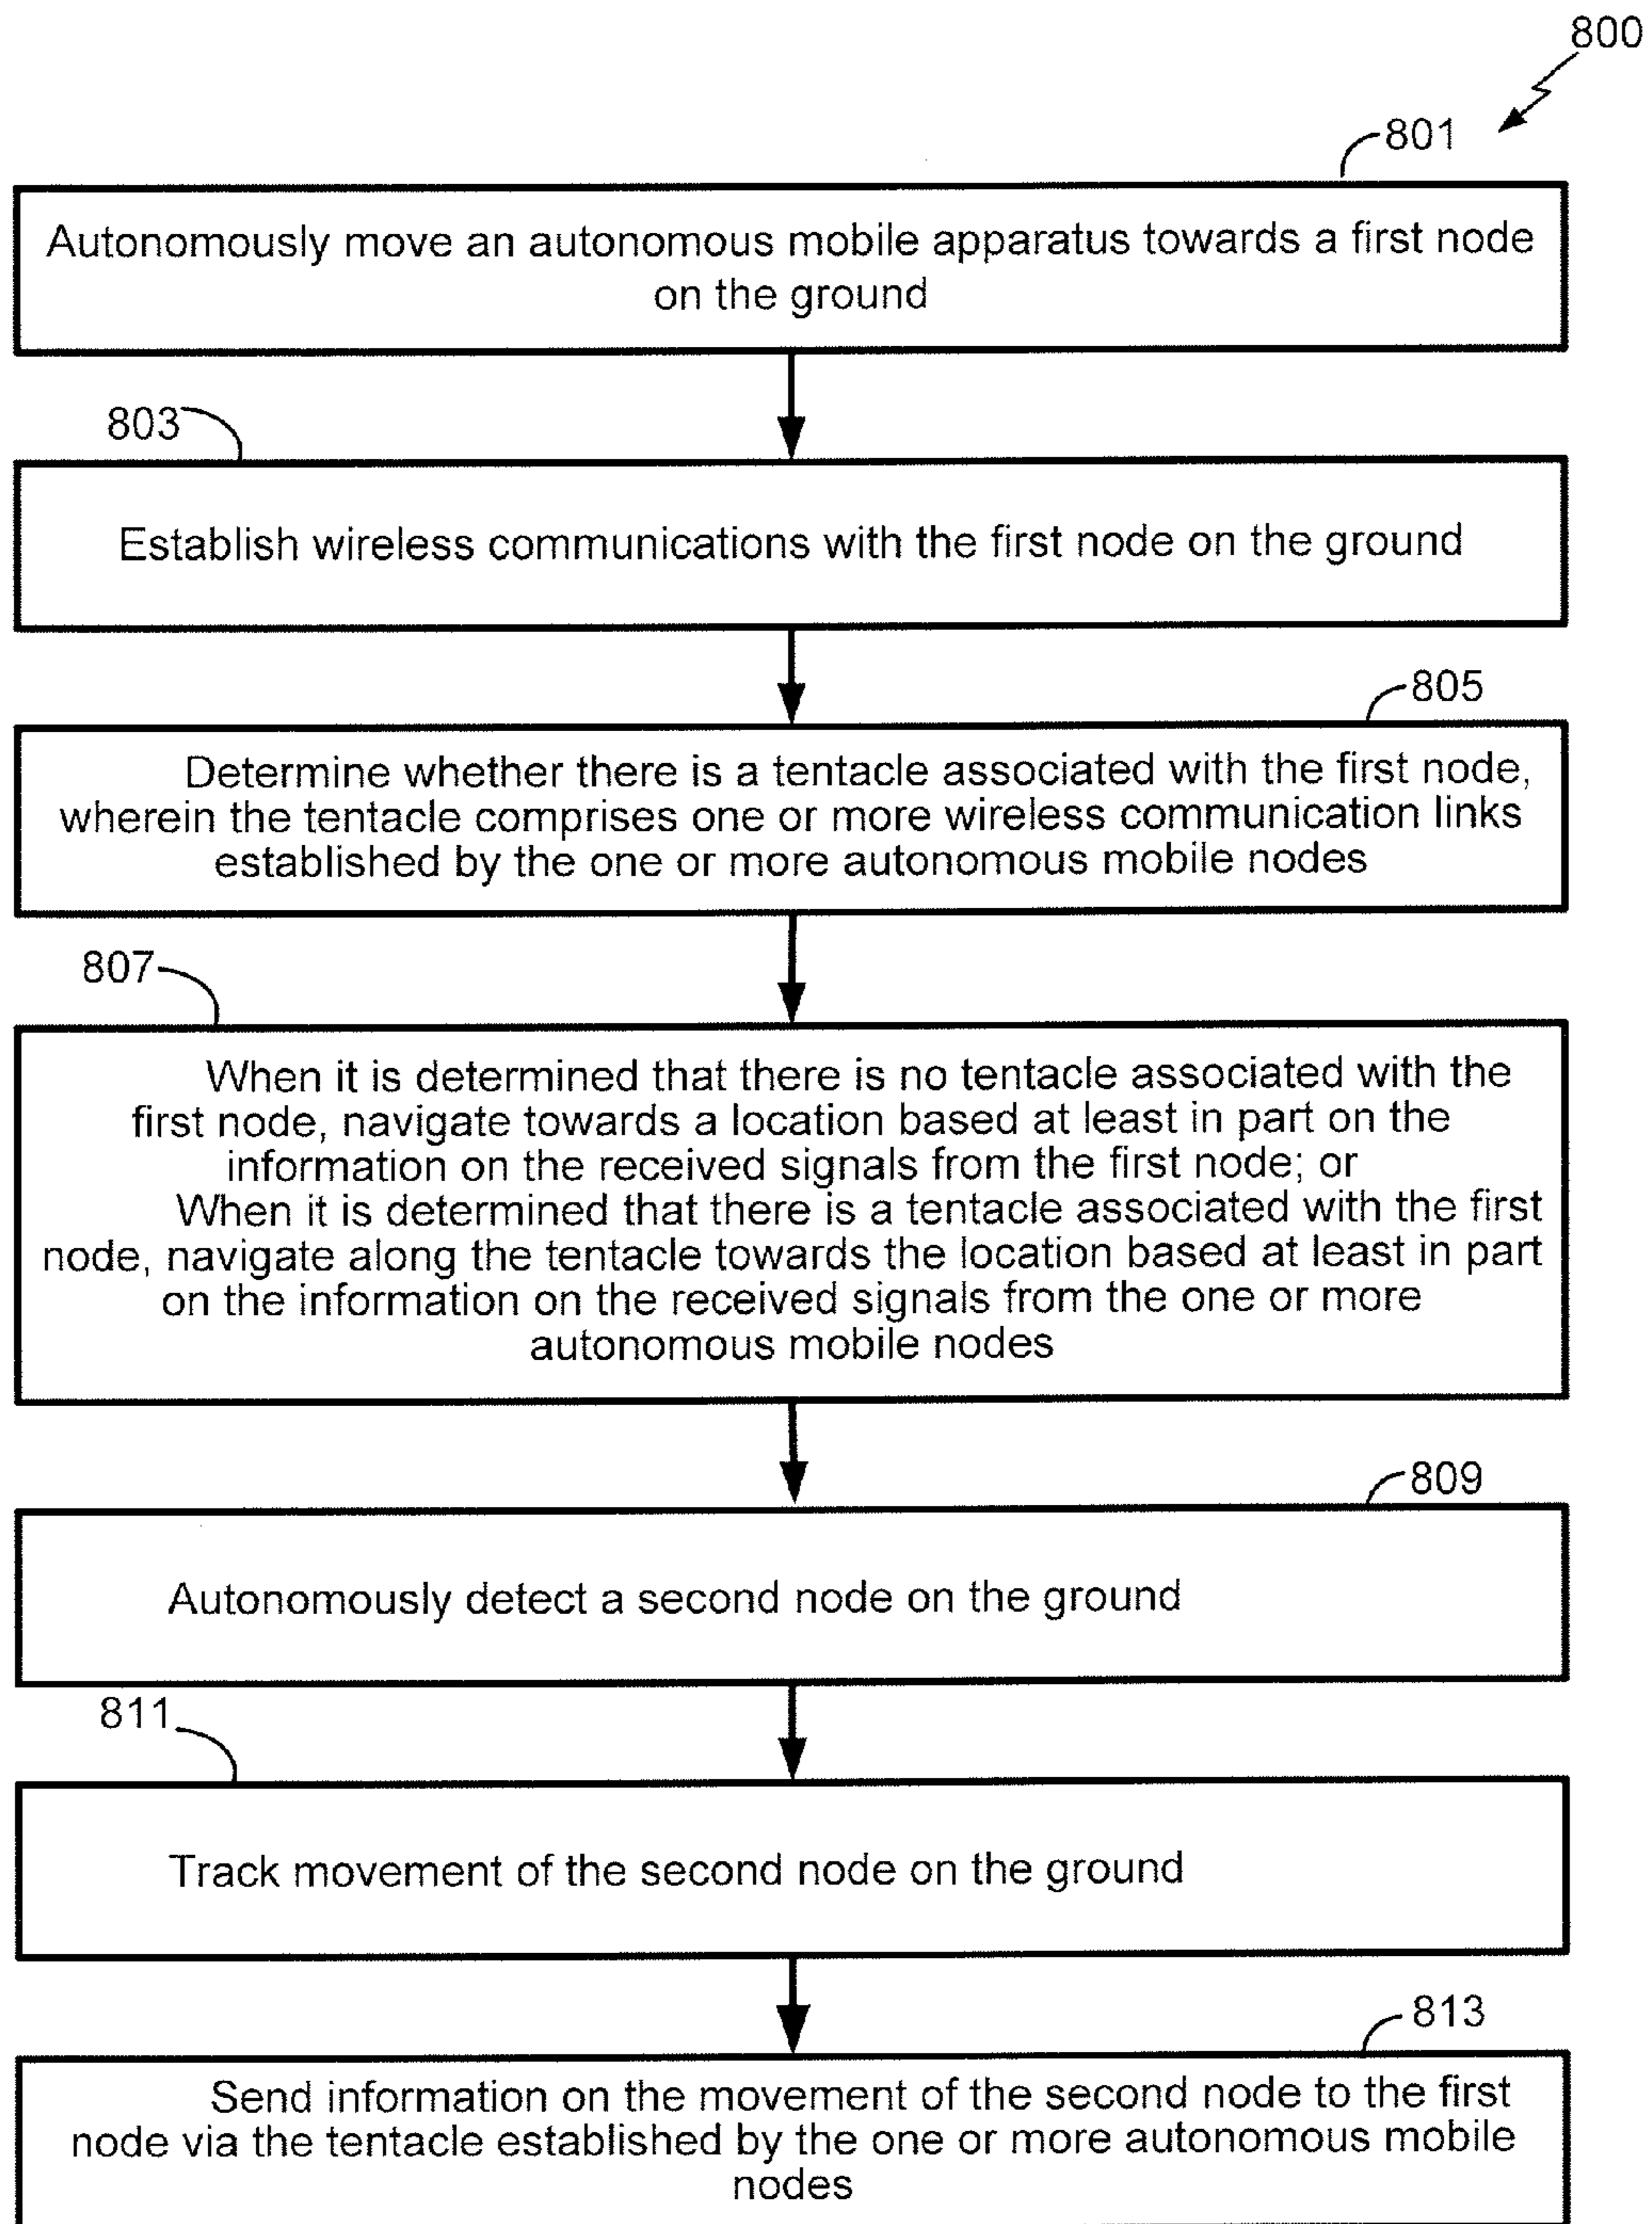 800
801
Autonomously move an autonomous mobile apparatus towards a first node
on the ground
803
Establish wireless communications with the first node on the ground
805
Determine whether there is a tentacle associated with the first node,
wherein the tentacle comprises one or more wireless communication links
established by the one or more autonomous mobile nodes
807
When it is determined that there is no tentacle associated with the
first node, navigate towards a location based at least in part on the
information on the received signals from the first node; or
When it is determined that there is a tentacle associated with the first
node, navigate along the tentacle towards the location based at least in part
on the information on the received signals from the one or more
autonomous mobile nodes
809
Autonomously detect a second node on the ground
811
Track movement of the second node on the ground
813
Send information on the movement of the second node to the first
node via the tentacle established by the one or more autonomous mobile
nodes